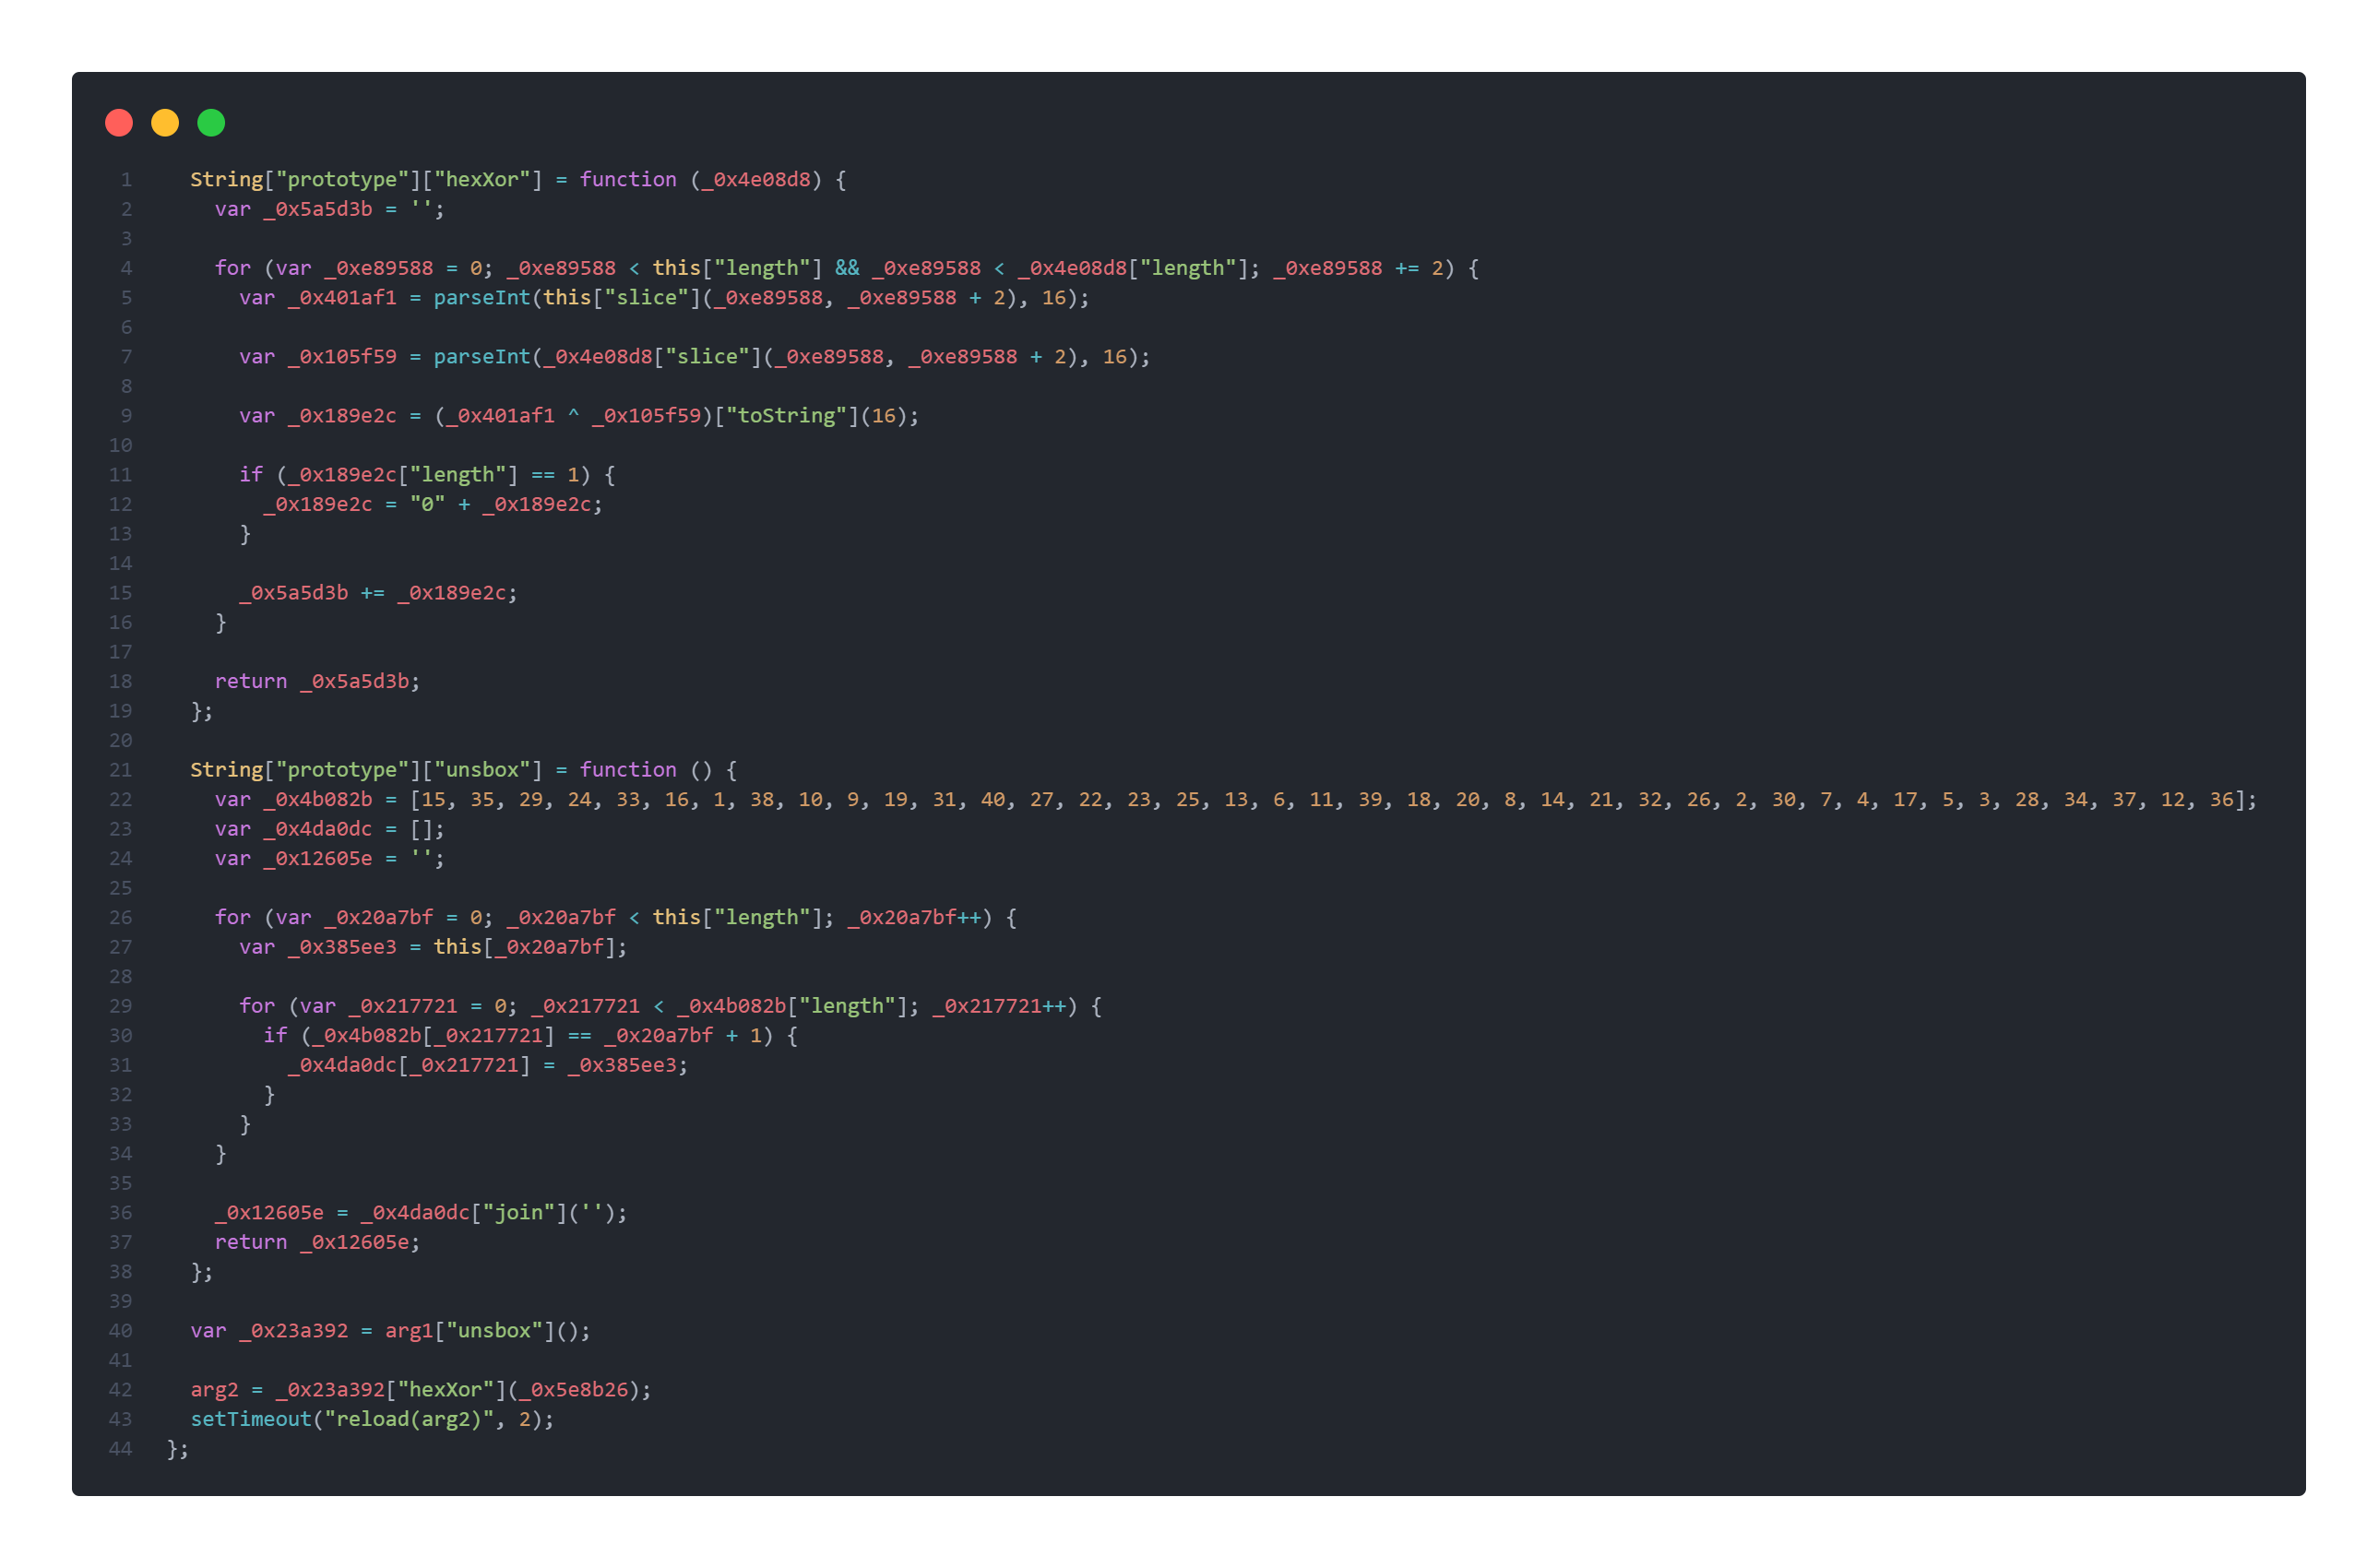 1 String["prototype"]["hexXor"] = function (_0x4e08d8) {
2 var _0x5a5d3b = '';
3
4 for (var _0xe89588 = 0; _0xe89588 < this["length"] && _0xe89588 < _0x4e08d8["length"]; _0xe89588 += 2) {
5 var _0x401af1 = parseInt(this["slice"](_0xe89588, _0xe89588 + 2), 16);
6
7 var _0x105f59 = parseInt(_0x4e08d8["slice"](_0xe89588, _0xe89588 + 2), 16);
8
9 var _0x189e2c = (_0x401af1 ^ _0x105f59)["toString"](16);
10
11 if (_0x189e2c["length"] == 1) {
12 _0x189e2c = "0" + _0x189e2c;
13 }
14
15 _0x5a5d3b += _0x189e2c;
16 }
17
18 return _0x5a5d3b;
19 };
20
21 String["prototype"]["unsbox"] = function () {
22 var _0x4b082b = [15, 35, 29, 24, 33, 16, 1, 38, 10, 9, 19, 31, 40, 27, 22, 23, 25, 13, 6, 11, 39, 18, 20, 8, 14, 21, 32, 26, 2, 30, 7, 4, 17, 5, 3, 28, 34, 37, 12, 36];
23 var _0x4da0dc = [];
24 var _0x12605e = '';
25
26 for (var _0x20a7bf = 0; _0x20a7bf < this["length"]; _0x20a7bf++) {
27 var _0x385ee3 = this[_0x20a7bf];
28
29 for (var _0x217721 = 0; _0x217721 < _0x4b082b["length"]; _0x217721++) {
30 if (_0x4b082b[_0x217721] == _0x20a7bf + 1) {
31 _0x4da0dc[_0x217721] = _0x385ee3;
32 }
33 }
34 }
35
36 _0x12605e = _0x4da0dc["join"]('');
37 return _0x12605e;
38 };
39
40 var _0x23a392 = arg1["unsbox"]();
41
42 arg2 = _0x23a392["hexXor"](_0x5e8b26);
43 setTimeout("reload(arg2)", 2);
44 };